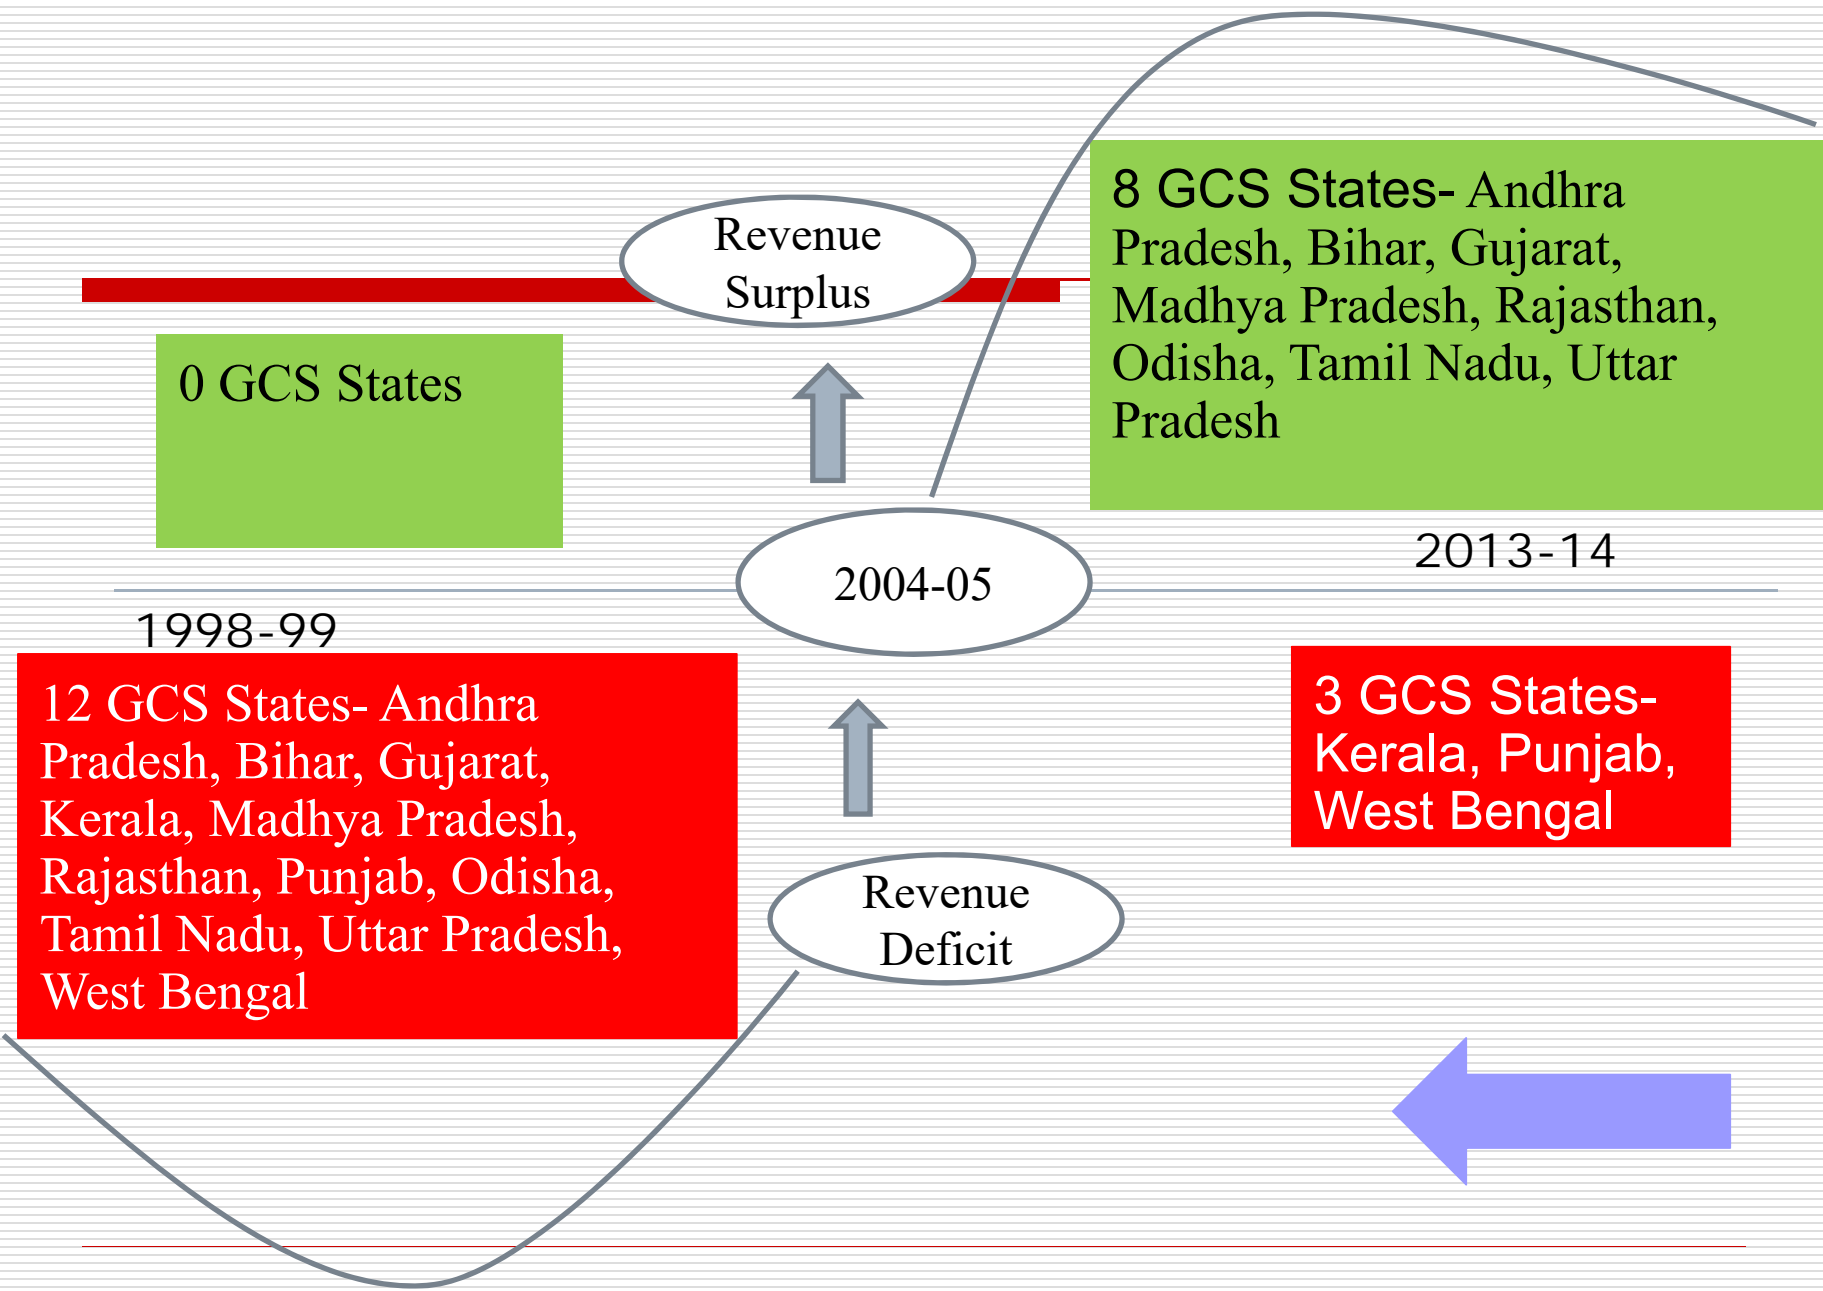 Revenue
Surplus
8 GCS States- Andhra
Pradesh, Bihar, Gujarat,
Madhya Pradesh, Rajasthan,
Odisha, Tamil Nadu, Uttar
Pradesh
0 GCS States
2004-05
2013-14
1998-99
12 GCS States- Andhra
Pradesh, Bihar, Gujarat,
Kerala, Madhya Pradesh,
Rajasthan, Punjab, Odisha,
Tamil Nadu, Uttar Pradesh,
West Bengal
3 GCS States-
Kerala, Punjab,
West Bengal
Revenue
Deficit